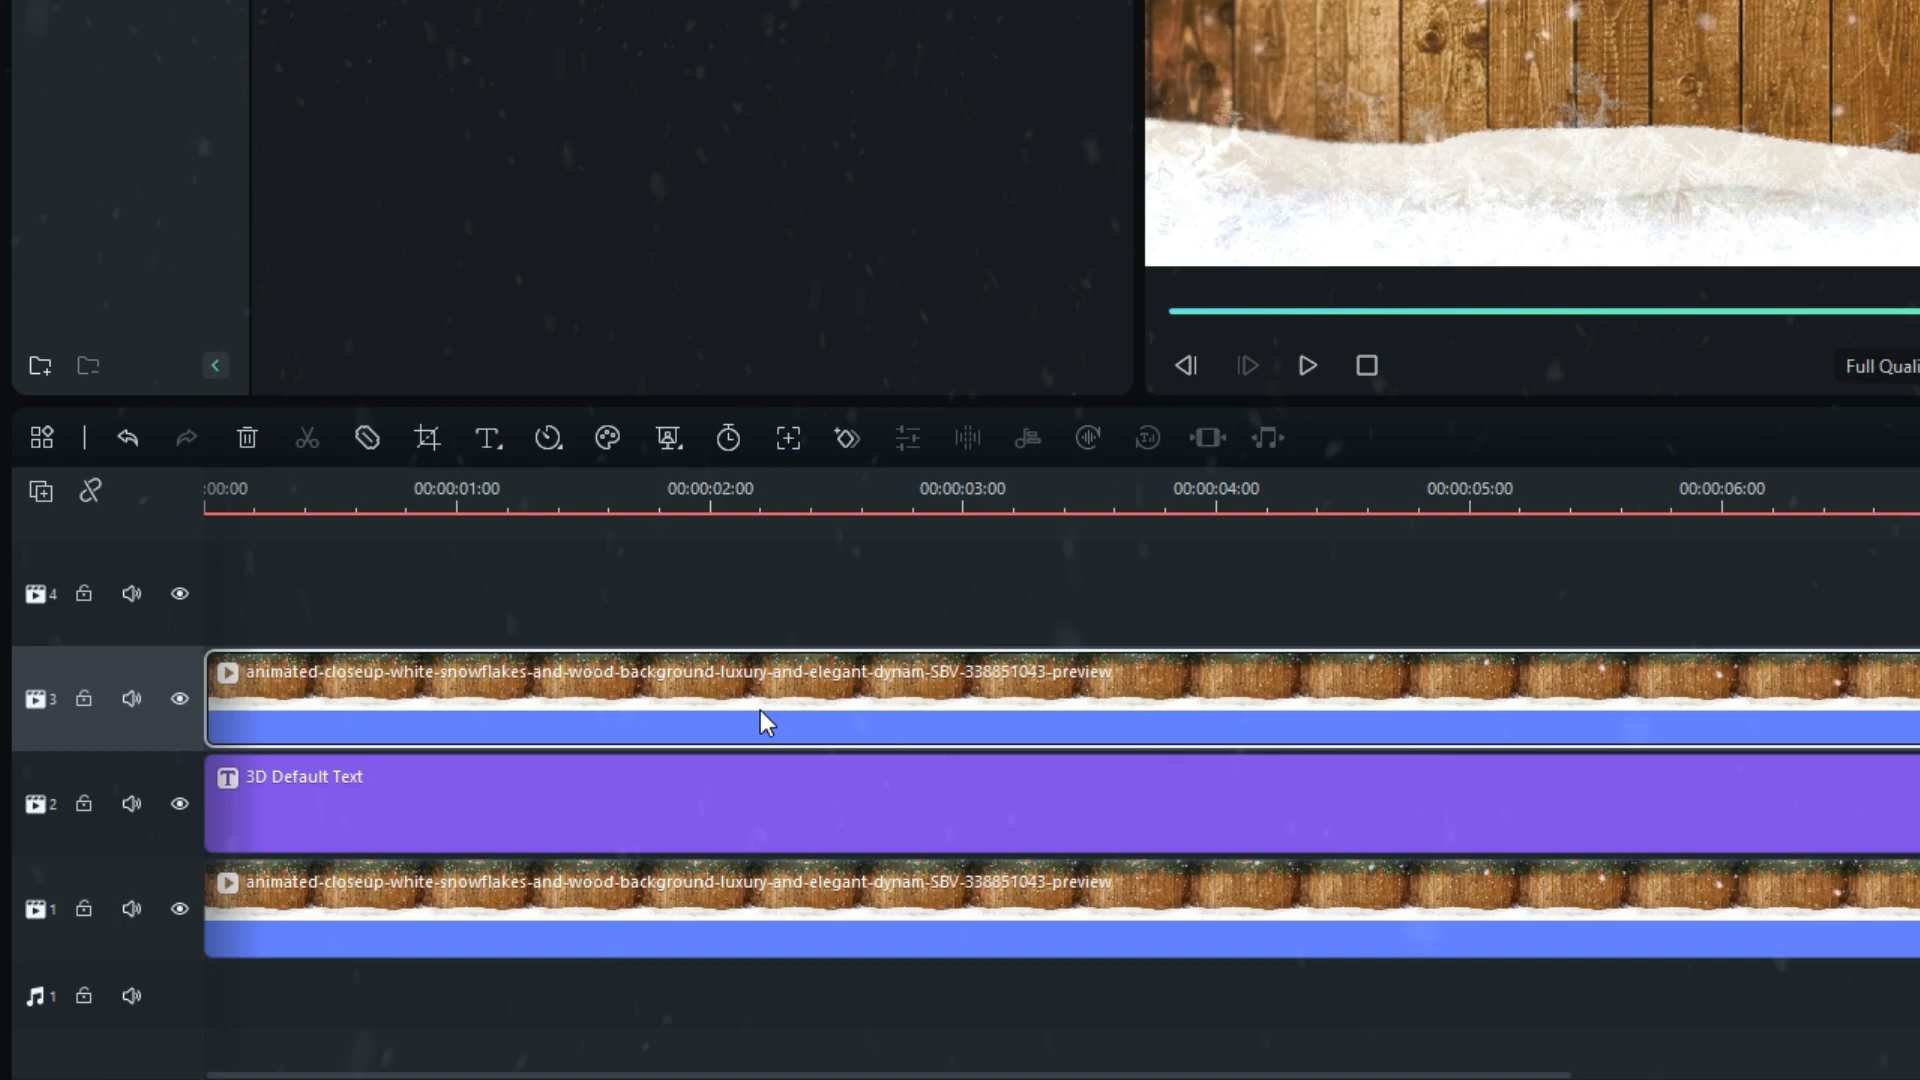 Full Quali
:00:00 00:00:01:00 00:00:02:00 00:00:03:00 00:00:04:00 00:00:05:00 00:00:06:00
4
animated-closeup-white-snowflakes-and-wood-background-luxury-and-elegant-dynam-SBV-338851043-preview
3
3D Default Text
2
animated-closeup-white-snowflakes-and-wood-background-luxury-and-elegant-dynam-SBV-338851043-preview
1
1